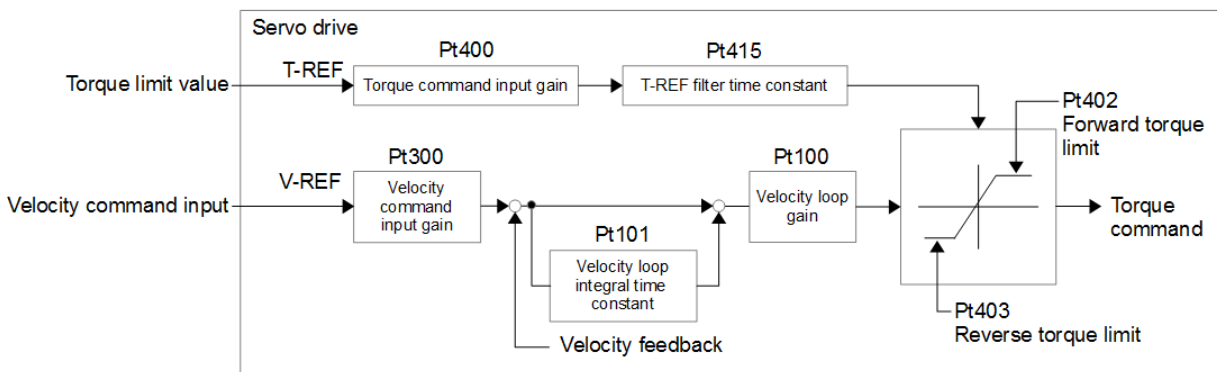 Servo drive
Pt400
Pt415
Torque limit value
T-REF
Torque command input gain
T-REF filter time constant
Pt402
Forward torque
limit
Pt300
Pt100
Velocity command input
V-REF
Velocity
command
input gain
Velocity loop
gain
Torque
command
Pt101
Velocity loop
integral time
constant
Pt403
Reverse torque limit
Velocity feedback